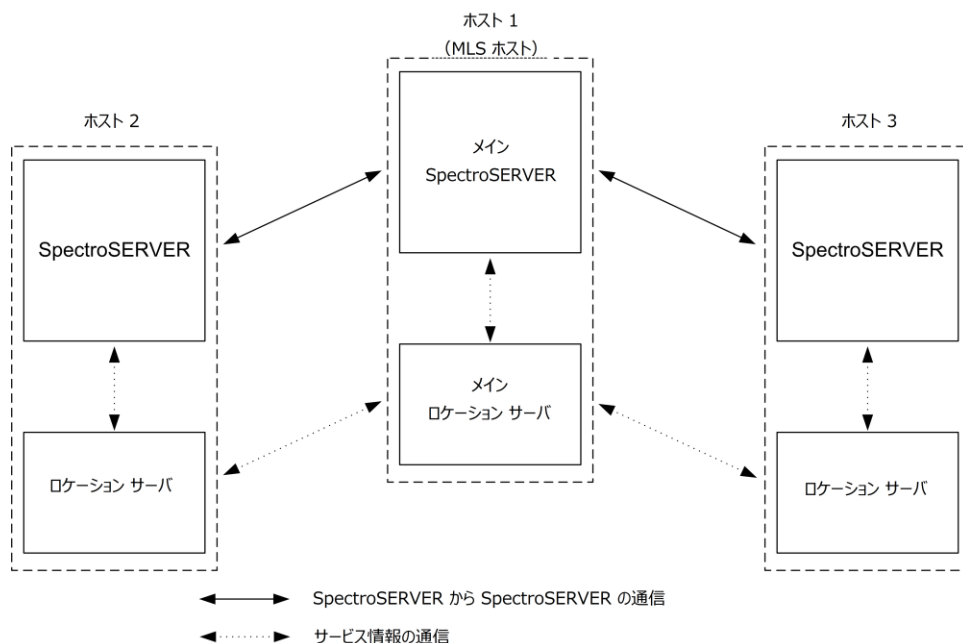 ホスト 1
（MLS ホスト）
ホスト 2
ホスト 3
メイン
SpectroSERVER
SpectroSERVER
SpectroSERVER
メイン
ロケーション サーバ
ロケーション サーバ
ロケーション サーバ
SpectroSERVER から SpectroSERVER の通信
サービス情報の通信